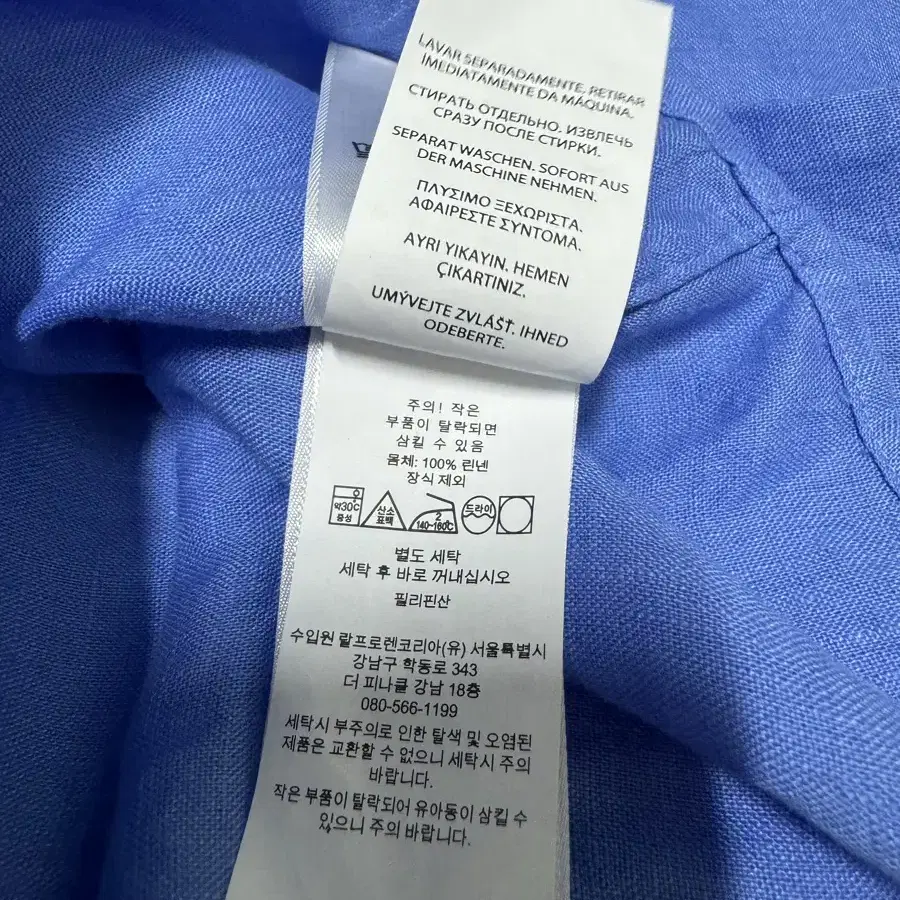 LAVAR SEPARADAMENTE. RETIRAR
IMEDIATAMENTE DA MÁQUINA.
СТИРАТЬ ОТДЕЛЬНО. ИЗВЛЕЧЬ
СРАЗУ ПОСЛЕ СТИРКИ.
SEPARAT WASCHEN. SOFORT AUS
DER MASCHINE NEHMEN.
ΠΛΥΣΙΜΟ ΞΕΧΩΡΙΣΤΑ.
ΑΦΑΙΡΕΣΤΕ ΣΥΝΤΟΜΑ.
AYRI YIKAYIN. HEMEN
ÇIKARTINIZ.
UMÝVEJTE ZVLÁŠŤ. IHNED
ODEBERTE.
주의! 작은
부품이 탈락되면
삼킬 수 있음
몸체: 100% 린넨
장식 제외
약30℃
중성
산소
표백
2
140~160℃
드라이
별도 세탁
세탁 후 바로 꺼내십시오
필리핀산
수입원 랄프로렌코리아(유) 서울특별시
강남구 학동로 343
더 피나클 강남 18층
080-566-1199
세탁시 부주의로 인한 탈색 및 오염된
제품은 교환할 수 없으니 세탁시 주의
바랍니다.
작은 부품이 탈락되어 유아동이 삼킬 수
있으니 주의 바랍니다.